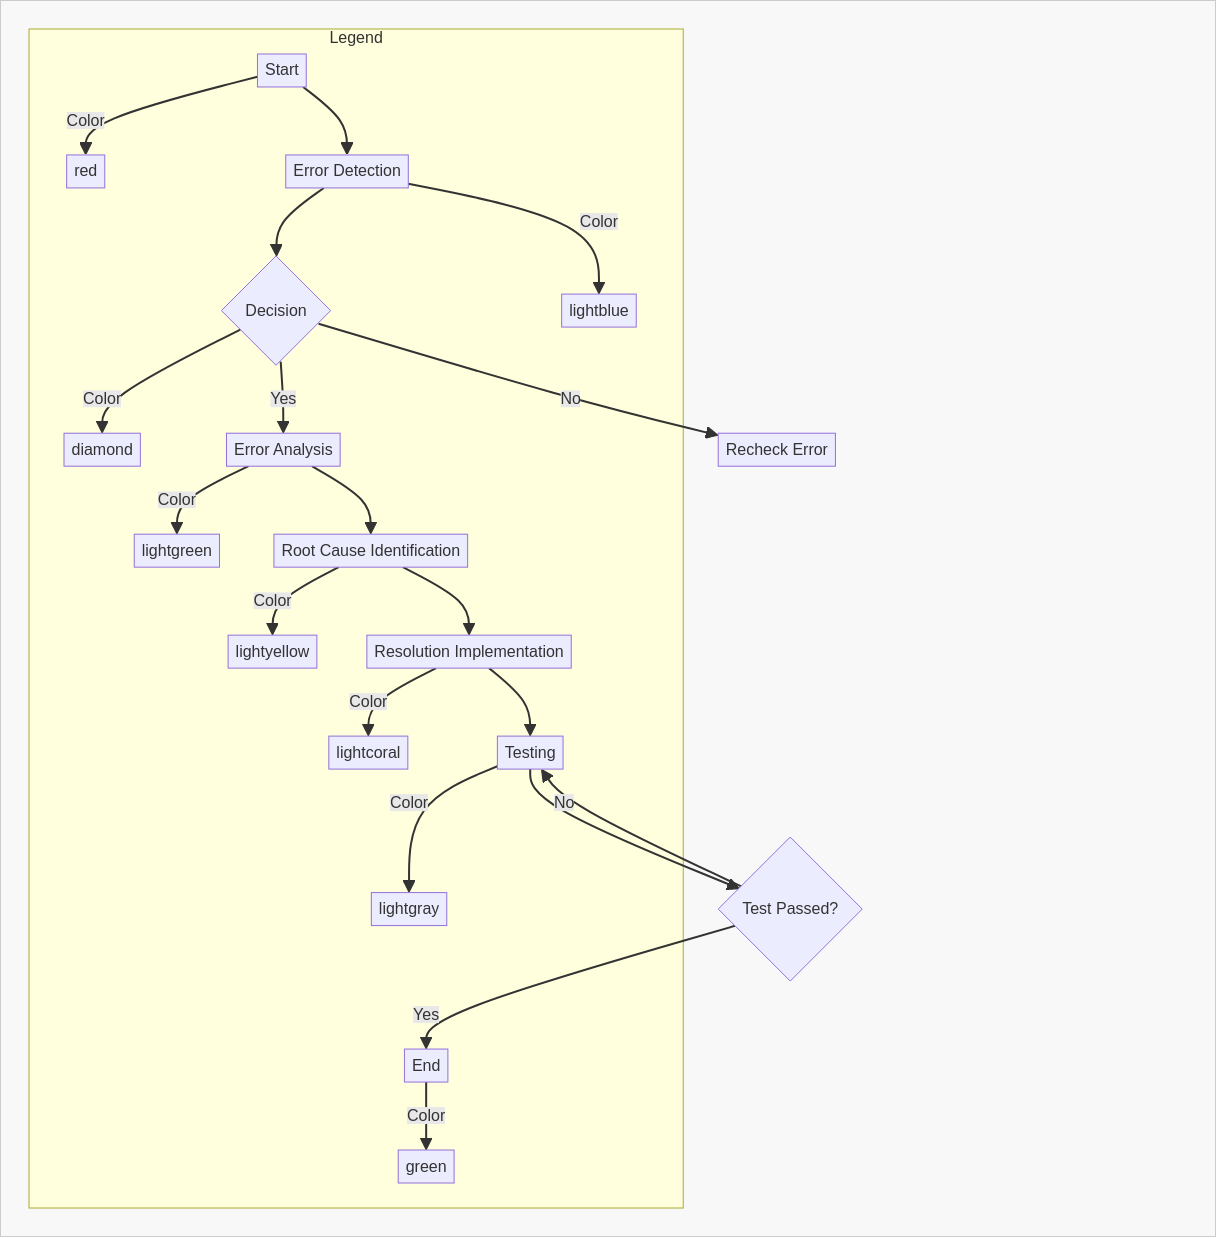 Legend
Start
Color
red
Error Detection
Color
Decision
lightblue
Color
Yes
No
diamond
Error Analysis
Recheck Error
Color
lightgreen
Root Cause Identification
Color
lightyellow
Resolution Implementation
Color
lightcoral
Testing
Color
No
lightgray
Test Passed?
Yes
End
Color
green